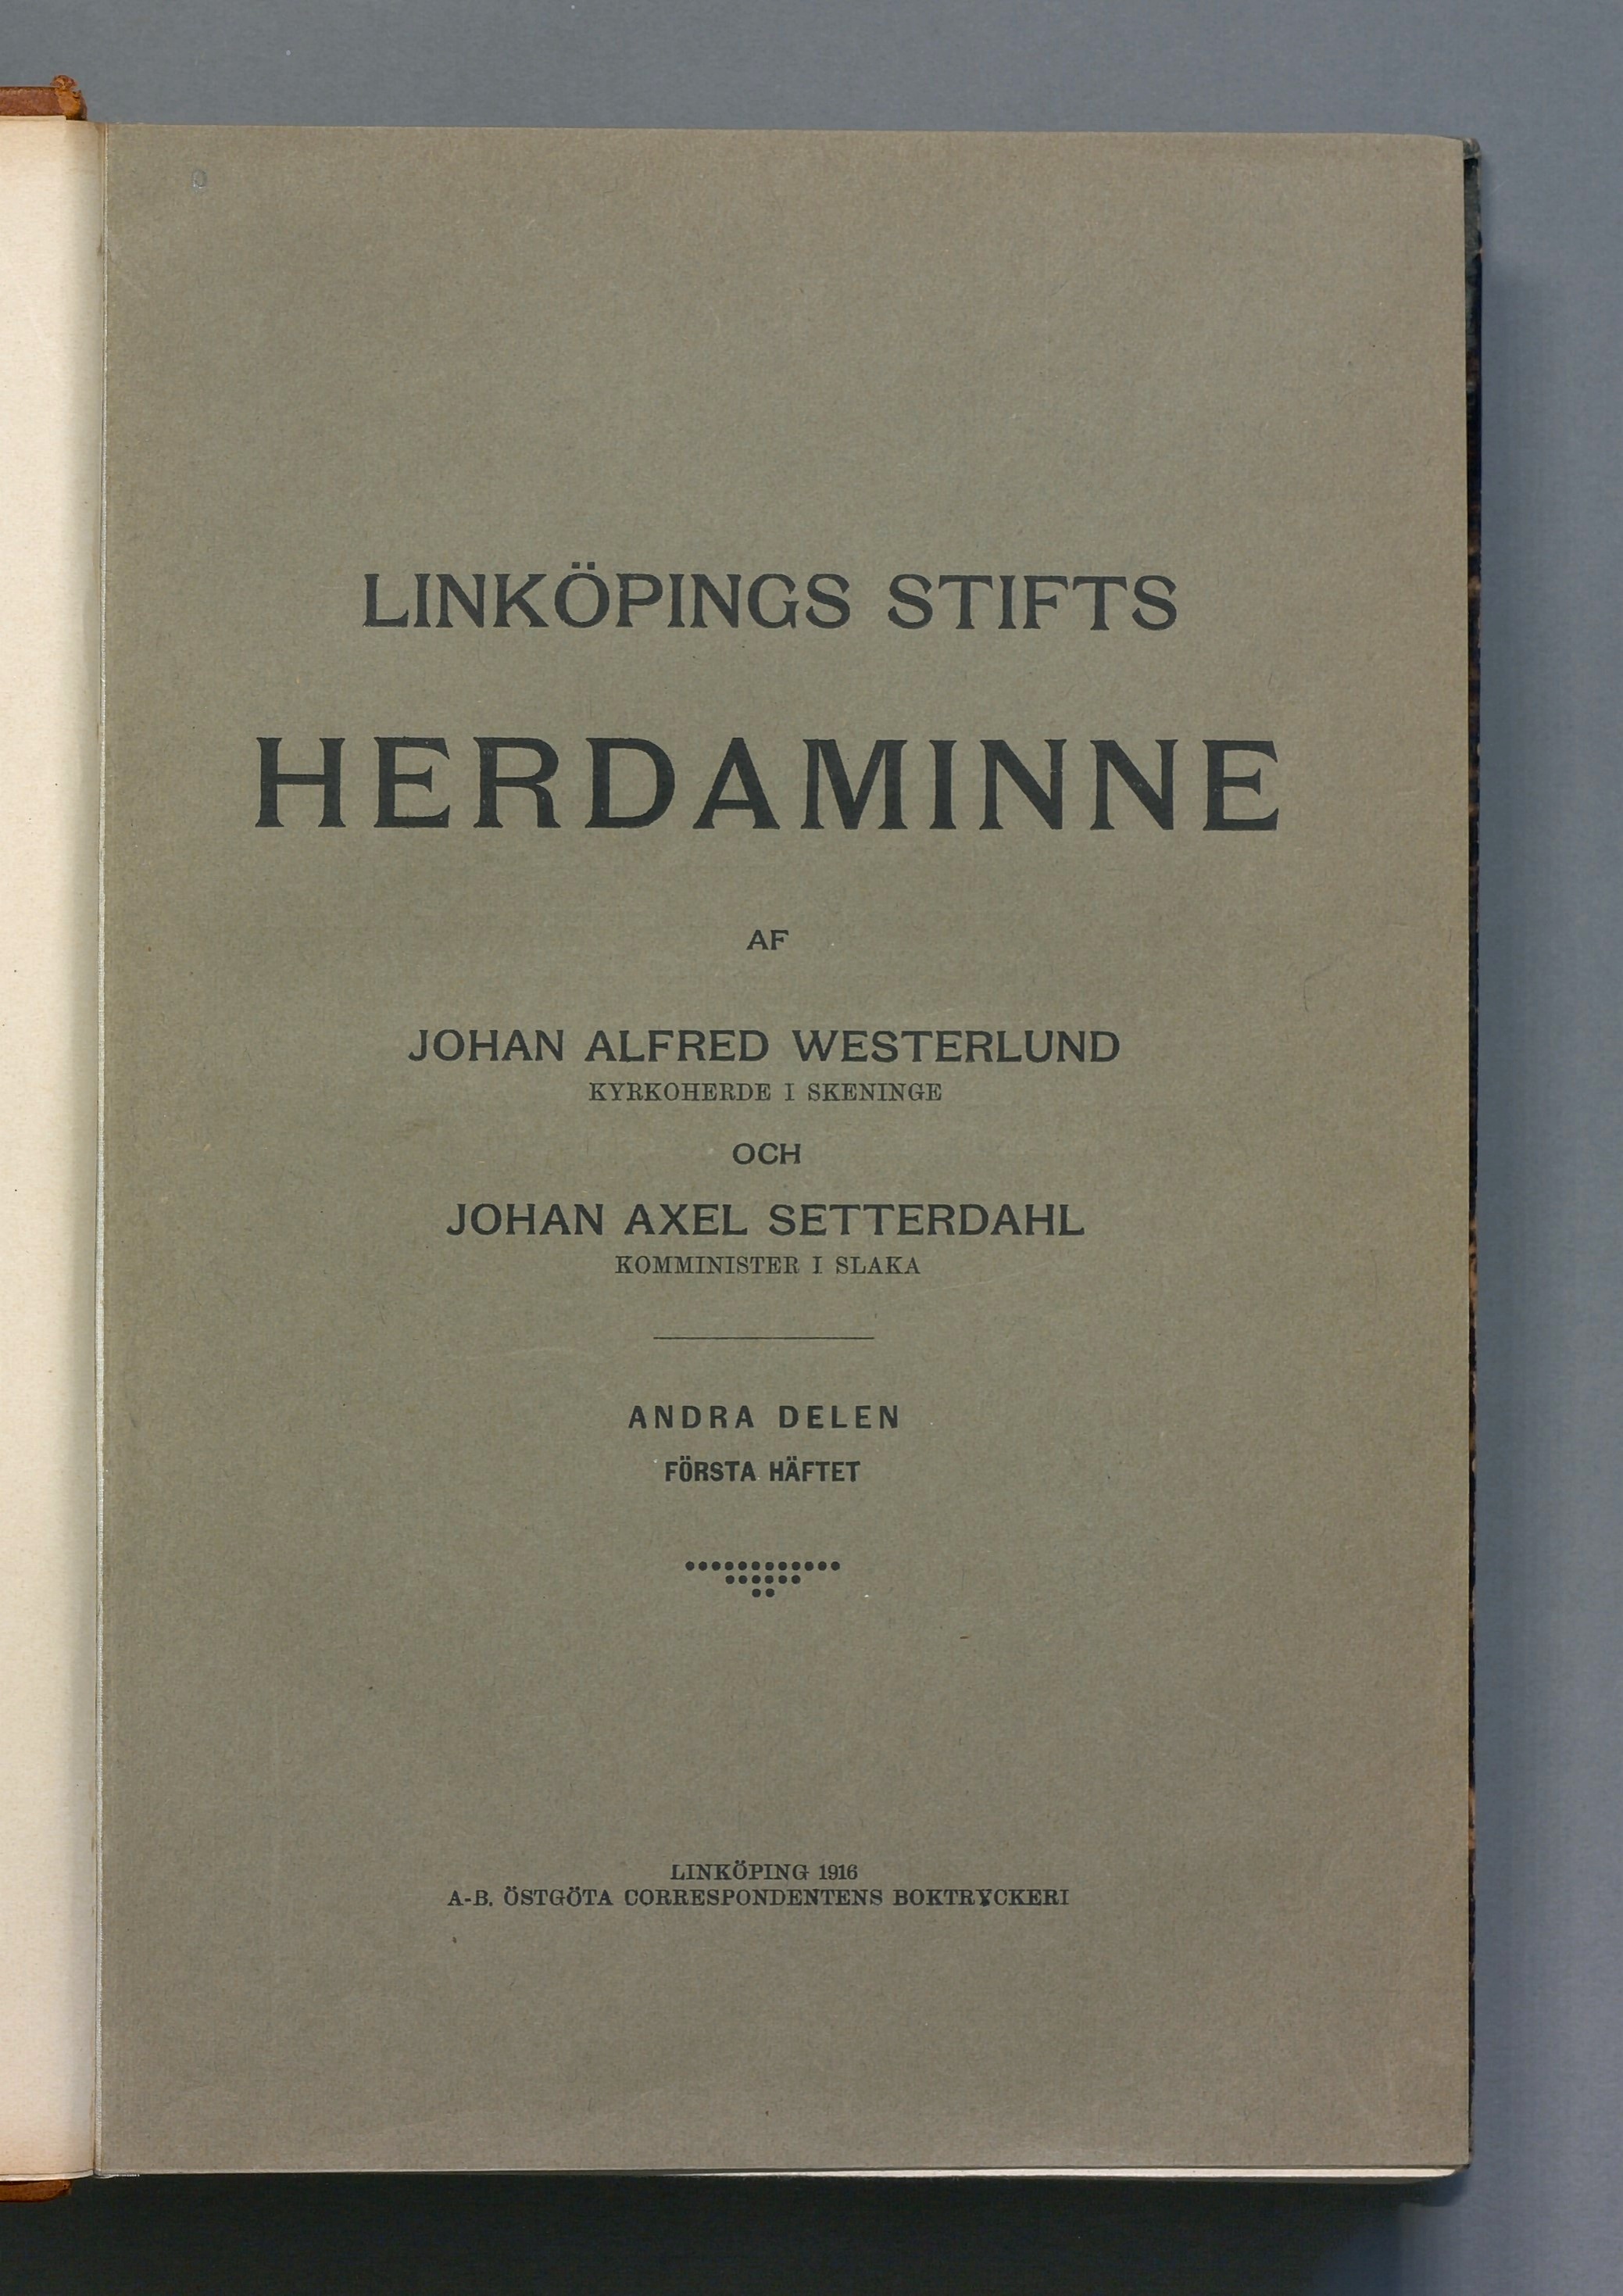 LINKÖPINGS STIFTS
HERDAMINNE
AF
JOHAN ALFRED WESTERLUND
KYRKOHERDE I SKENINGE
OCH
JOHAN AXEL SETTERDAHL
KOMMINISTER I SLAKA
ANDRA DELEN
FÖRSTA HÄFTET
LINKÖPING 1916
A-B. ÖSTGÖTA CORRESPONDENTENS BOKTRYCKERI